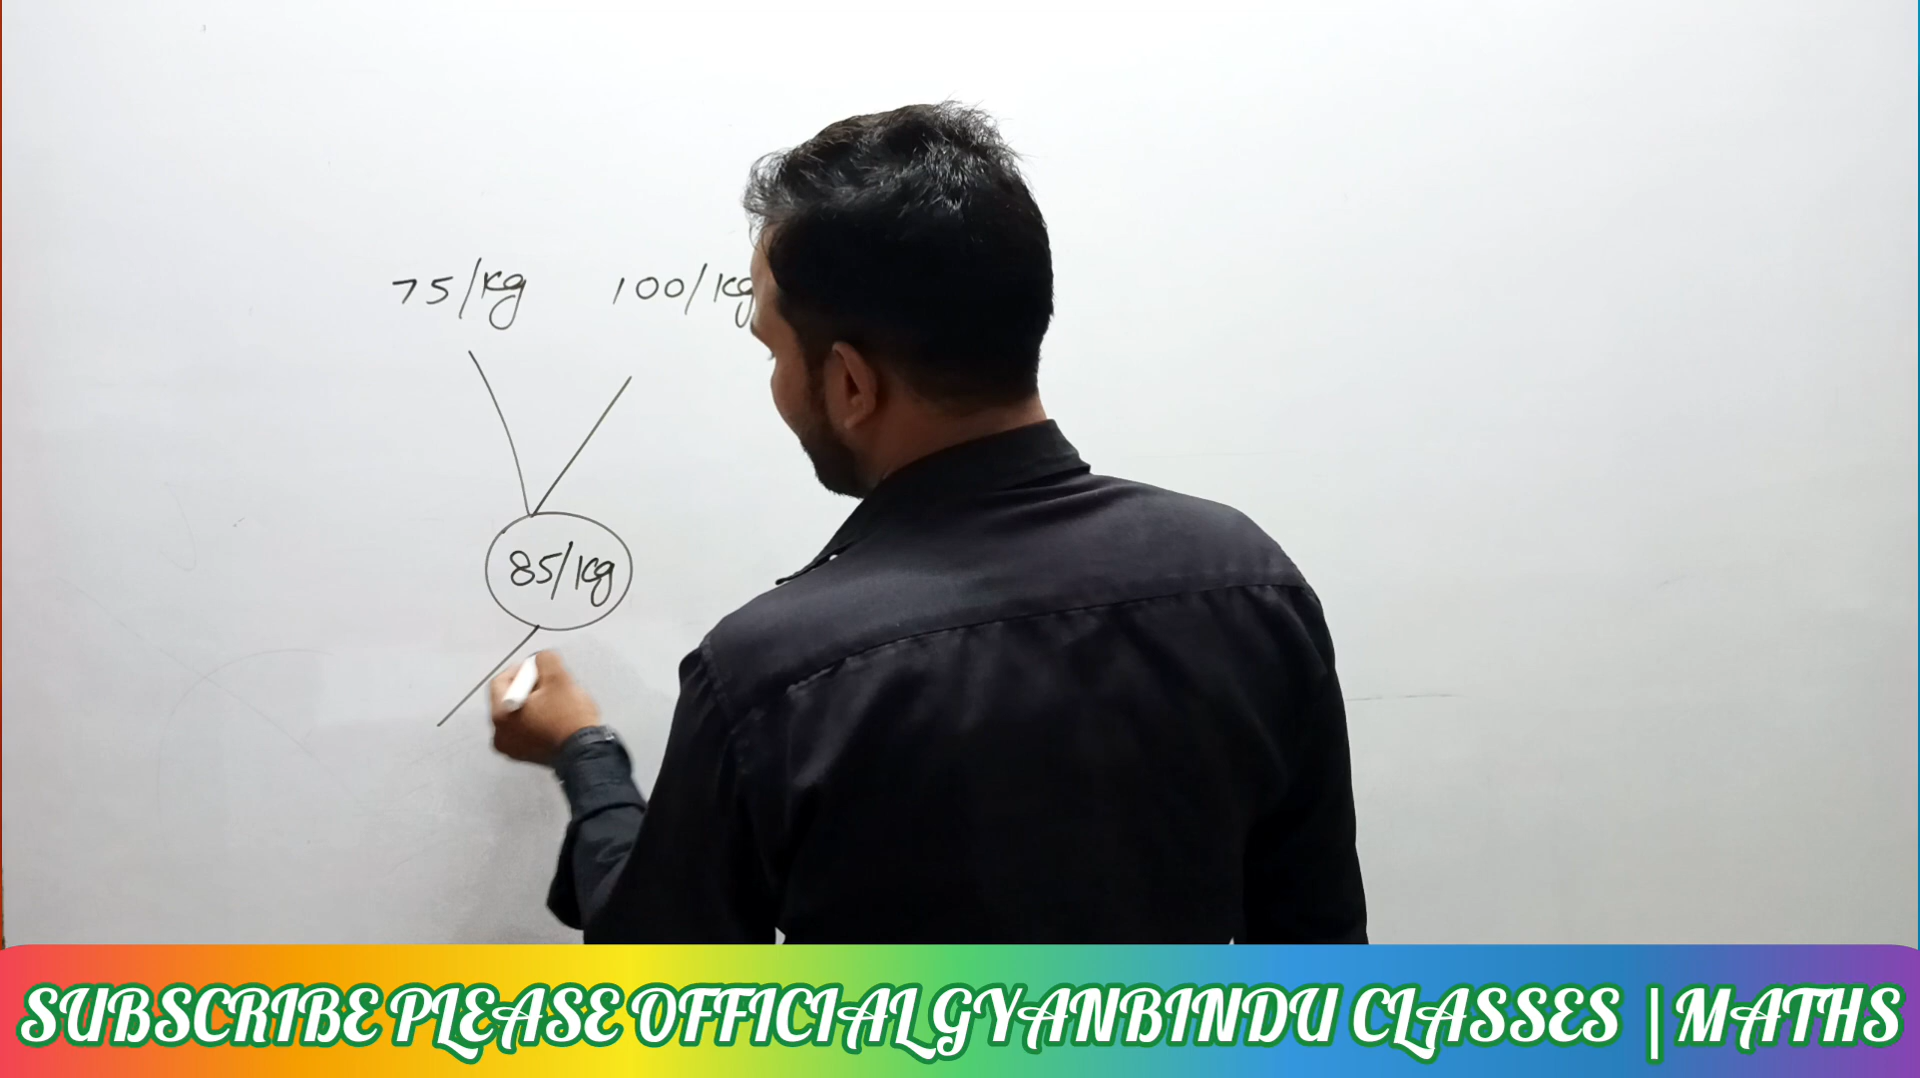 75/kg 100/kg
85/kg
SUBSCRIBE PLEASE OFFICIAL GYANBINDU CLASSES | MATHS